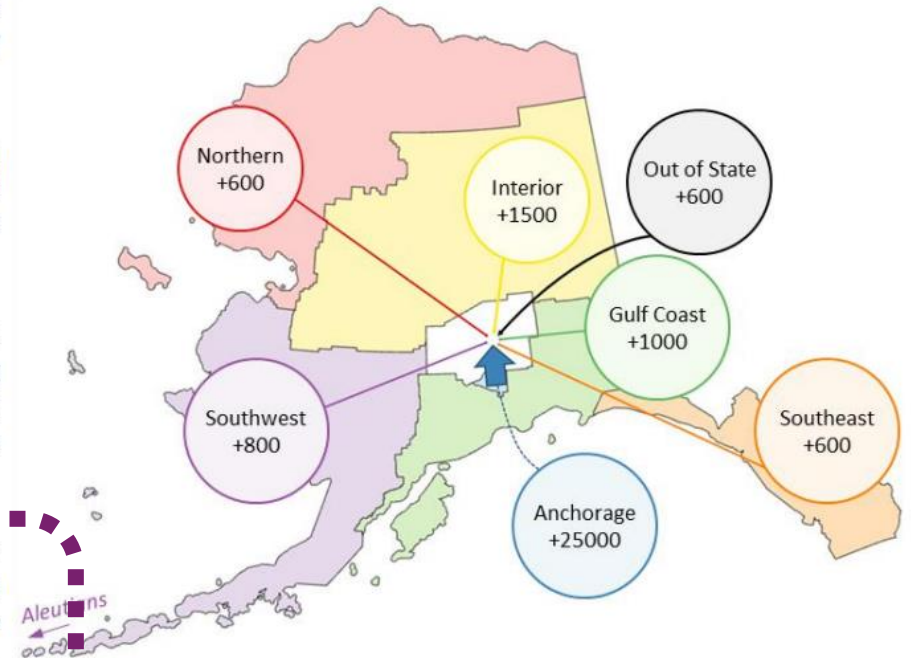 Northern
+600
Interior
+1500
Out of State
+600
Gulf Coast
+1000
Southwest
+800
Southeast
+600
Anchorage
+25000
Aleutians